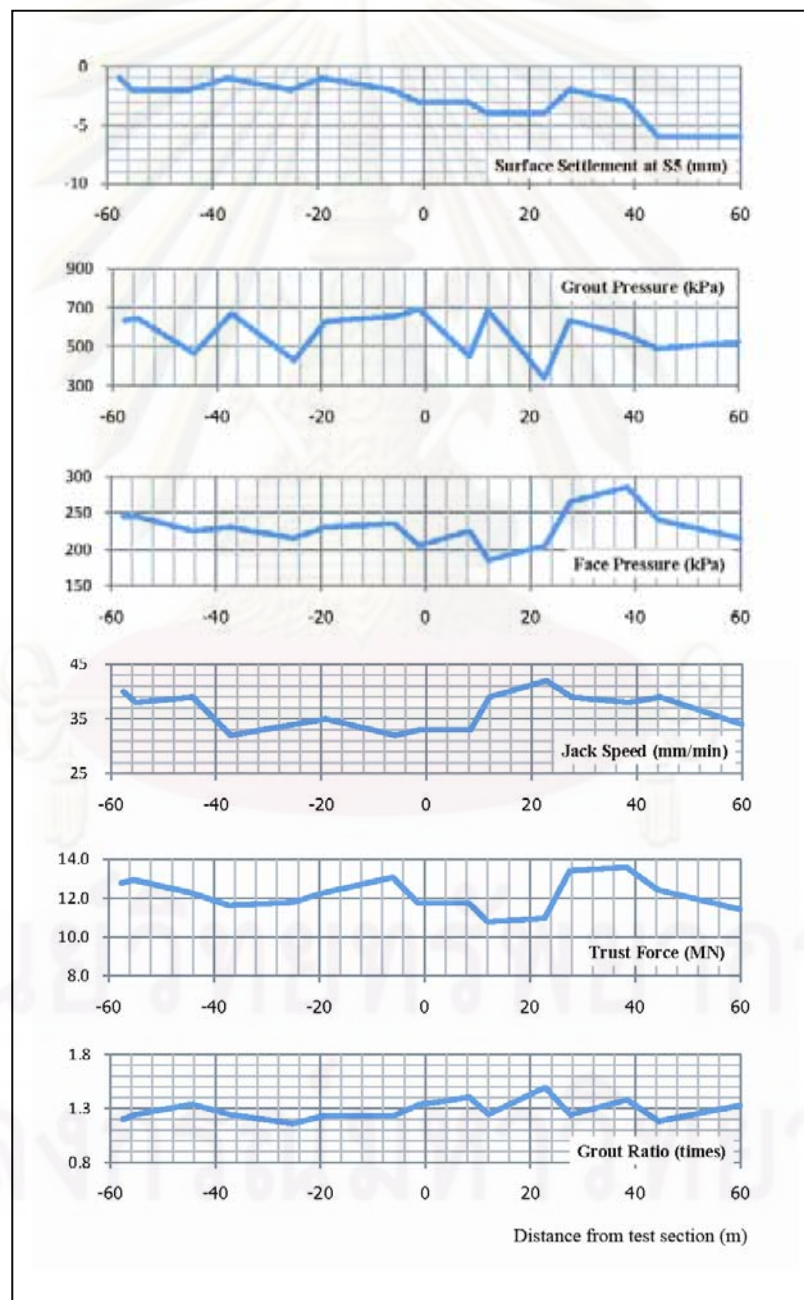 0
-5
Surface Settlement at S5 (mm)
-10
-60 -40 -20 0 20 40 60
900
Grout Pressure (kPa)
700
500
300
-60 -40 -20 0 20 40 60
300
250
200
Face Pressure (kPa)
150
-60 -40 -20 0 20 40 60
45
35
Jack Speed (mm/min)
25
-60 -40 -20 0 20 40 60
14.0
12.0
10.0
Trust Force (MN)
8.0
-60 -40 -20 0 20 40 60
1.8
1.3
Grout Ratio (times)
0.8
-60 -40 -20 0 20 40 60
Distance from test section (m)